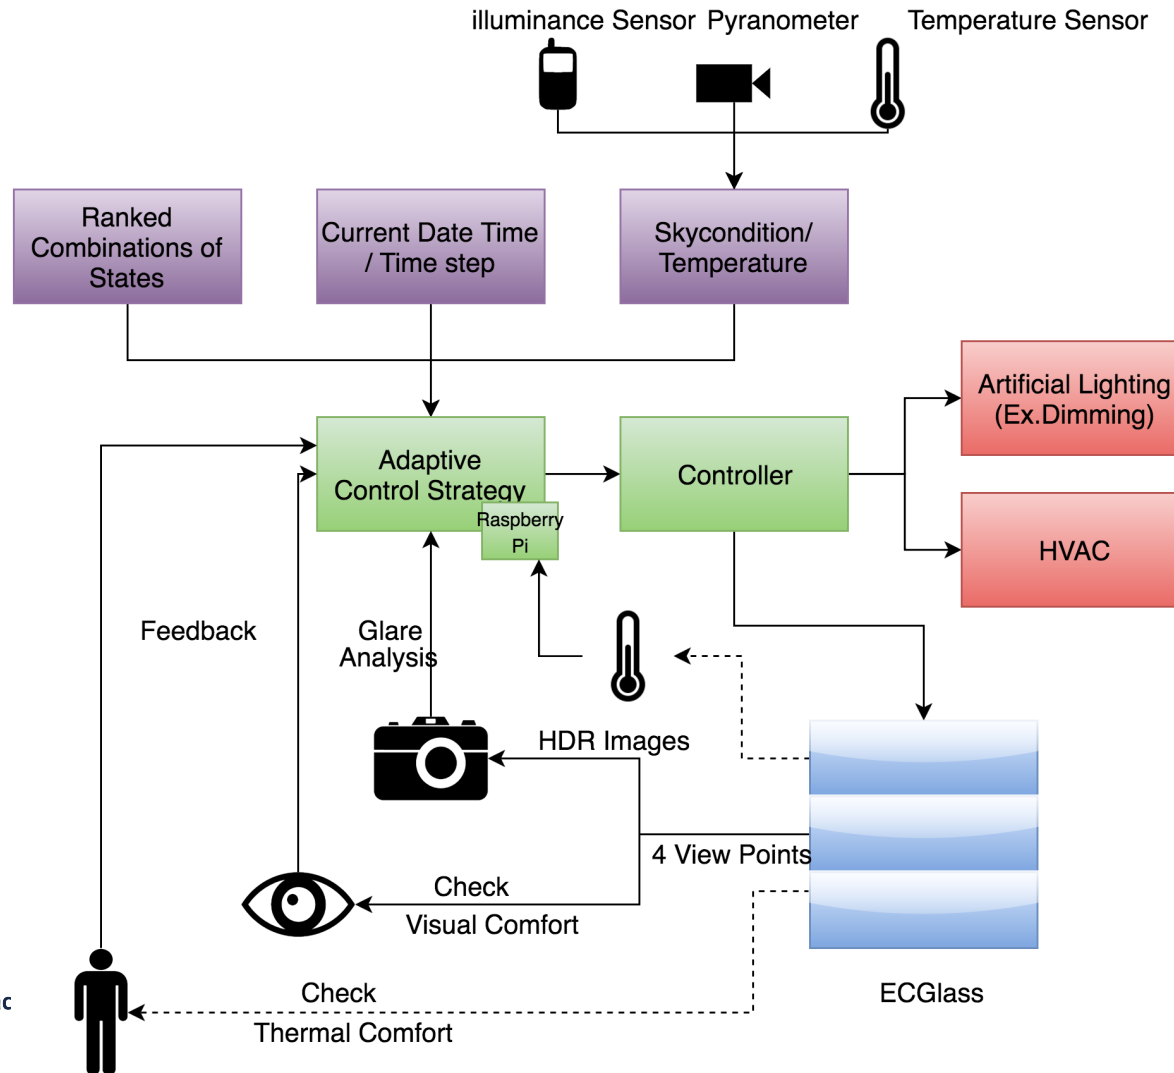 illuminance Sensor
Pyranometer
Temperature Sensor
Ranked
Combinations of
States
Current Date Time
/ Time step
Skycondition/
Temperature
Artificial Lighting
(Ex.Dimming)
Adaptive
Control Strategy
Controller
Raspberry
Pi
HVAC
Feedback
Glare
Analysis
HDR Images
4 View Points
Check
Visual Comfort
ECGlass
Check
Thermal Comfort